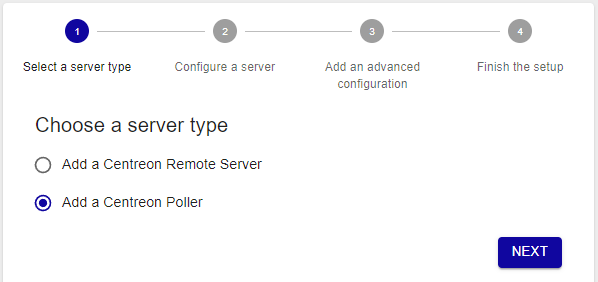 1
2
3
4
Select a server type
Configure a server
Add an advanced
configuration
Finish the setup
Choose a server type
Add a Centreon Remote Server
Add a Centreon Poller
NEXT